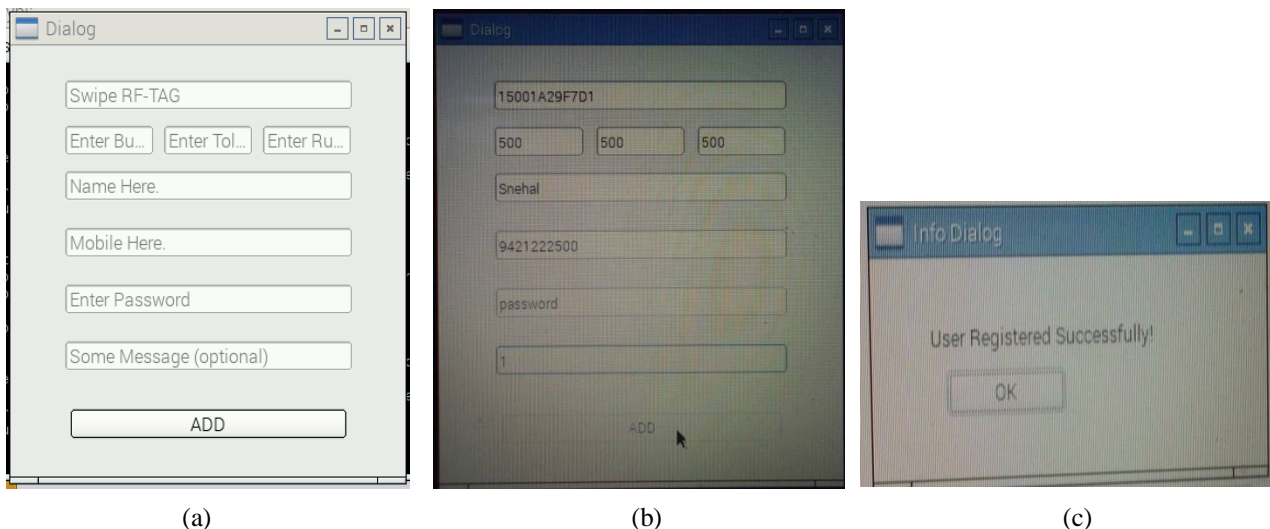 Dialog
Swipe RF-TAG
Enter Bu... Enter Tol... Enter Ru...
Name Here.
Mobile Here.
Enter Password
Some Message (optional)
ADD
(a)
Dialog
15001A29F7D1
500 500 500
Snehal
9421222500
password
1
ADD
(b)
Info Dialog
User Registered Successfully!
OK
(c)